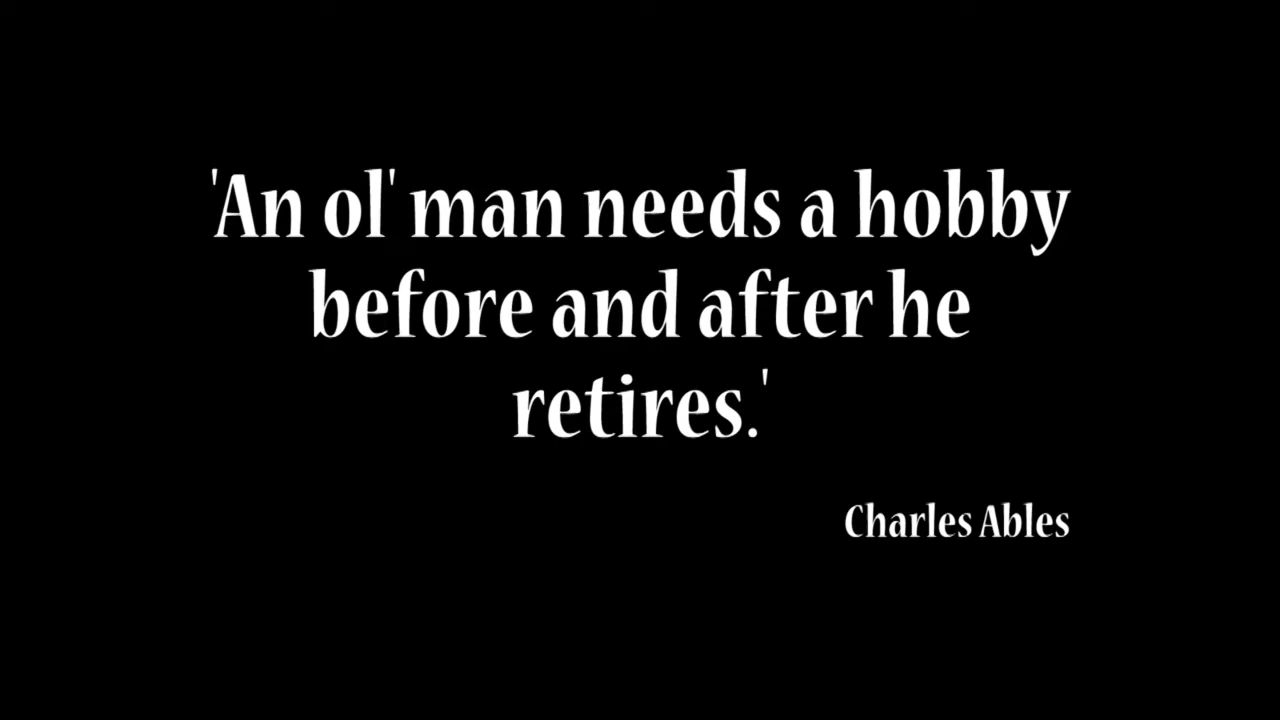 'An ol' man needs a hobby
before and after he
retires.'
Charles Ables